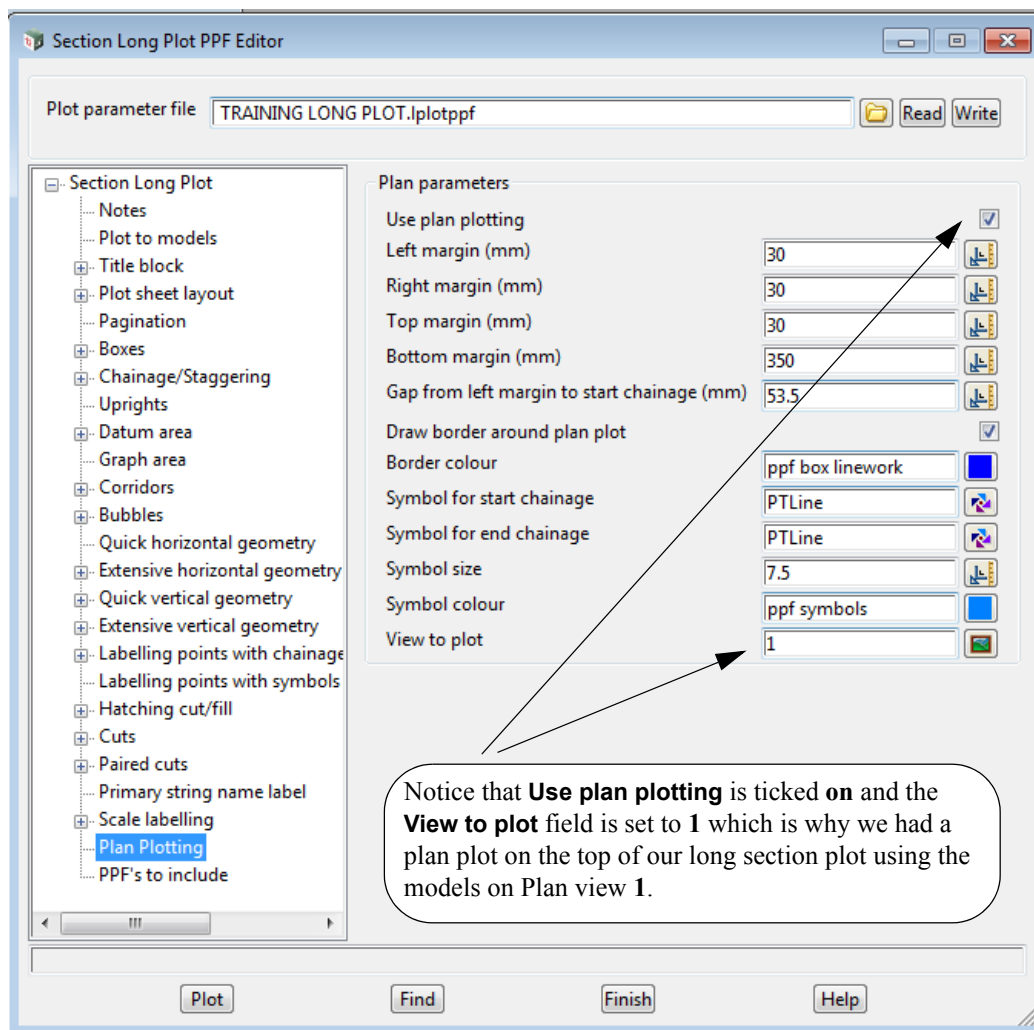 Section Long Plot PPF Editor
Plot parameter file
TRAINING LONG PLOT.lplotppf
Read
Write
Section Long Plot
Notes
Plot to models
Title block
Plot sheet layout
Pagination
Boxes
Chainage/Staggering
Uprights
Datum area
Graph area
Corridors
Bubbles
Quick horizontal geometry
Extensive horizontal geometry
Quick vertical geometry
Extensive vertical geometry
Labelling points with chainage
Labelling points with symbols
Hatching cut/fill
Cuts
Paired cuts
Primary string name label
Scale labelling
Plan Plotting
PPF's to include
Plan parameters
Use plan plotting
Left margin (mm) 30
Right margin (mm) 30
Top margin (mm) 30
Bottom margin (mm) 350
Gap from left margin to start chainage (mm) 53.5
Draw border around plan plot
Border colour ppf box linework
Symbol for start chainage PTLine
Symbol for end chainage PTLine
Symbol size 7.5
Symbol colour ppf symbols
View to plot 1
Notice that Use plan plotting is ticked on and the
View to plot field is set to 1 which is why we had a
plan plot on the top of our long section plot using the
models on Plan view 1.
Plot
Find
Finish
Help